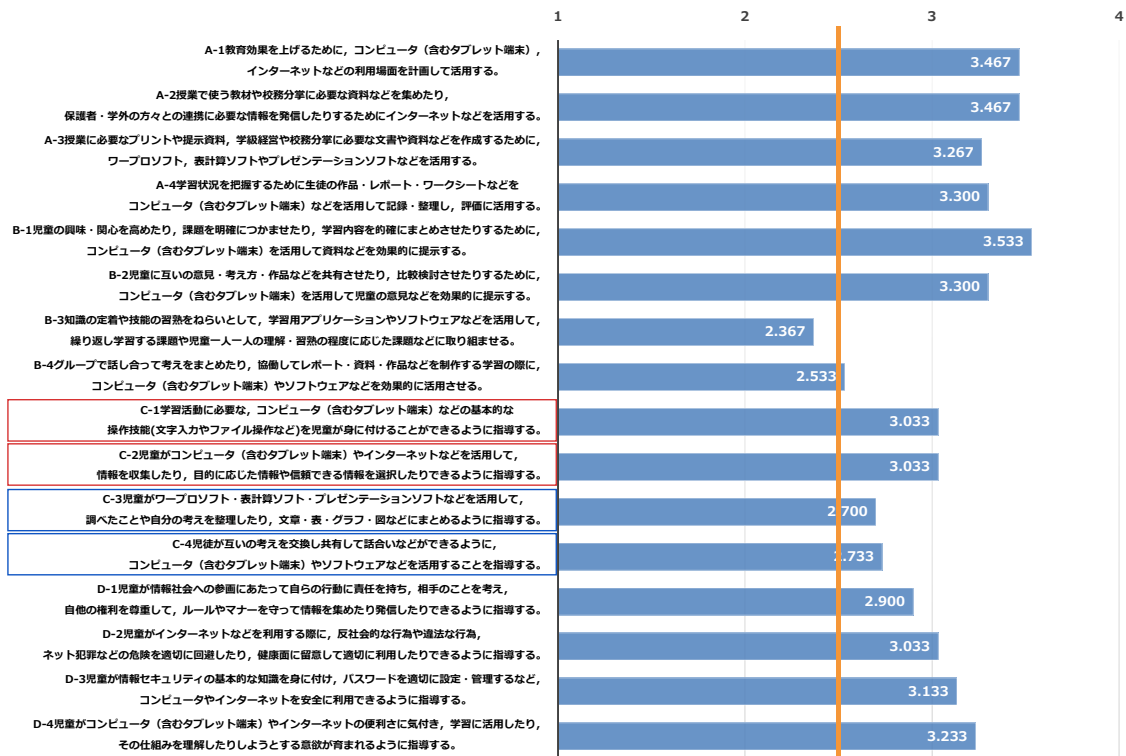 1 2 3 4
A-1教育効果を上げるために，コンピュータ（含むタブレット端末），
インターネットなどの利用場面を計画して活用する。
3.467
A-2授業で使う教材や校務分掌に必要な資料などを集めたり，
保護者・学外の方々との連携に必要な情報を発信したりするためにインターネットなどを活用する。
3.467
A-3授業に必要なプリントや提示資料，学級経営や校務分掌に必要な文書や資料などを作成するために，
ワープロソフト，表計算ソフトやプレゼンテーションソフトなどを活用する。
3.267
A-4学習状況を把握するために生徒の作品・レポート・ワークシートなどを
コンピュータ（含むタブレット端末）などを活用して記録・整理し，評価に活用する。
3.300
B-1児童の興味・関心を高めたり，課題を明確につかませたり，学習内容を的確にまとめさせたりするために，
コンピュータ（含むタブレット端末）を活用して資料などを効果的に提示する。
3.533
B-2児童に互いの意見・考え方・作品などを共有させたり，比較検討させたりするために，
コンピュータ（含むタブレット端末）を活用して児童の意見などを効果的に提示する。
3.300
B-3知識の定着や技能の習熟をねらいとして，学習用アプリケーションやソフトウェアなどを活用して，
繰り返し学習する課題や児童一人一人の理解・習熟の程度に応じた課題などに取り組ませる。
2.367
B-4グループで話し合って考えをまとめたり，協働してレポート・資料・作品などを制作する学習の際に，
コンピュータ（含むタブレット端末）やソフトウェアなどを効果的に活用させる。
2.533
C-1学習活動に必要な，コンピュータ（含むタブレット端末）などの基本的な
操作技能(文字入力やファイル操作など)を児童が身に付けることができるように指導する。
3.033
C-2児童がコンピュータ（含むタブレット端末）やインターネットなどを活用して，
情報を収集したり，目的に応じた情報や信頼できる情報を選択したりできるように指導する。
3.033
C-3児童がワープロソフト・表計算ソフト・プレゼンテーションソフトなどを活用して，
調べたことや自分の考えを整理したり，文章・表・グラフ・図などにまとめるように指導する。
2.700
C-4児徒が互いの考えを交換し共有して話合いなどができるように，
コンピュータ（含むタブレット端末）やソフトウェアなどを活用することを指導する。
2.733
D-1児童が情報社会への参画にあたって自らの行動に責任を持ち，相手のことを考え，
自他の権利を尊重して，ルールやマナーを守って情報を集めたり発信したりできるように指導する。
2.900
D-2児童がインターネットなどを利用する際に，反社会的な行為や違法な行為，
ネット犯罪などの危険を適切に回避したり，健康面に留意して適切に利用したりできるように指導する。
3.033
D-3児童が情報セキュリティの基本的な知識を身に付け，パスワードを適切に設定・管理するなど，
コンピュータやインターネットを安全に利用できるように指導する。
3.133
D-4児童がコンピュータ（含むタブレット端末）やインターネットの便利さに気付き，学習に活用したり，
その仕組みを理解したりしようとする意欲が育まれるように指導する。
3.233